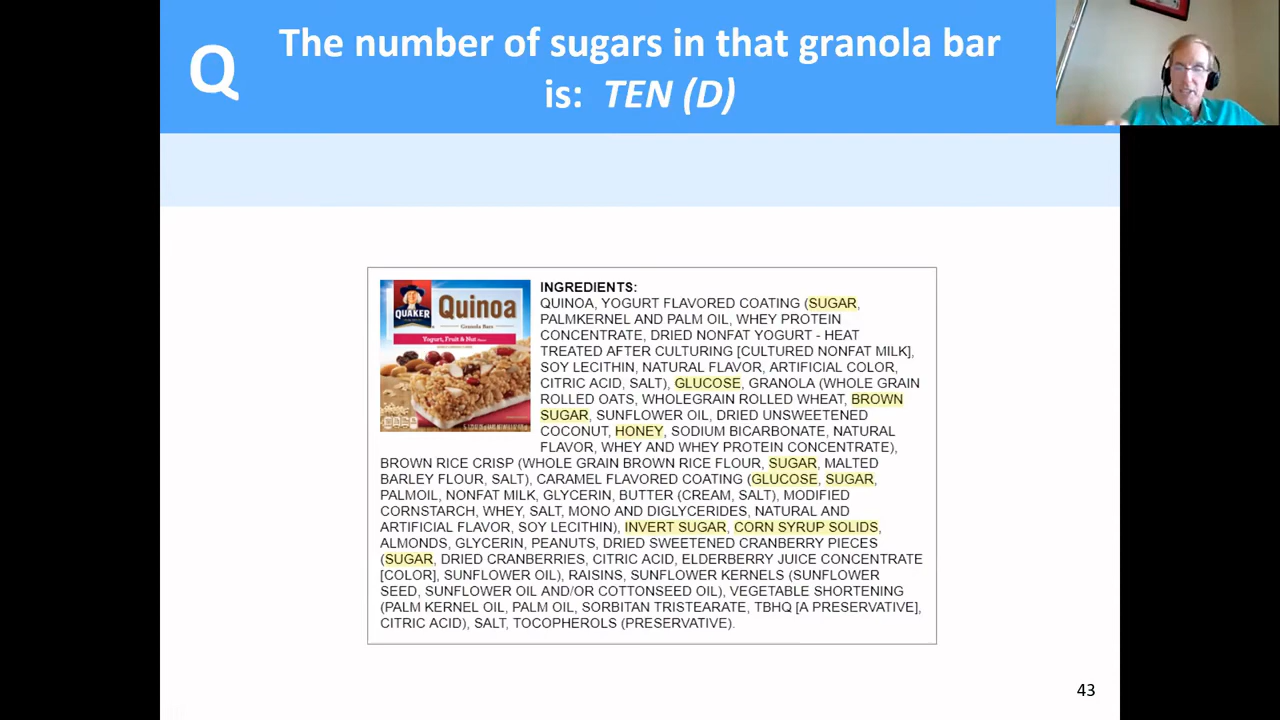 Q
The number of sugars in that granola bar
is: TEN (D)
QUAKER
Quinoa
Granola Bars
Yogurt, Fruit & Nut
INGREDIENTS:
QUINOA, YOGURT FLAVORED COATING (SUGAR,
PALMKERNEL AND PALM OIL, WHEY PROTEIN
CONCENTRATE, DRIED NONFAT YOGURT - HEAT
TREATED AFTER CULTURING [CULTURED NONFAT MILK],
SOY LECITHIN, NATURAL FLAVOR, ARTIFICIAL COLOR,
CITRIC ACID, SALT), GLUCOSE, GRANOLA (WHOLE GRAIN
ROLLED OATS, WHOLEGRAIN ROLLED WHEAT, BROWN
SUGAR, SUNFLOWER OIL, DRIED UNSWEETENED
COCONUT, HONEY, SODIUM BICARBONATE, NATURAL
FLAVOR, WHEY AND WHEY PROTEIN CONCENTRATE),
BROWN RICE CRISP (WHOLE GRAIN BROWN RICE FLOUR, SUGAR, MALTED
BARLEY FLOUR, SALT), CARAMEL FLAVORED COATING (GLUCOSE, SUGAR,
PALMOIL, NONFAT MILK, GLYCERIN, BUTTER (CREAM, SALT), MODIFIED
CORNSTARCH, WHEY, SALT, MONO AND DIGLYCERIDES, NATURAL AND
ARTIFICIAL FLAVOR, SOY LECITHIN), INVERT SUGAR, CORN SYRUP SOLIDS,
ALMONDS, GLYCERIN, PEANUTS, DRIED SWEETENED CRANBERRY PIECES
(SUGAR, DRIED CRANBERRIES, CITRIC ACID, ELDERBERRY JUICE CONCENTRATE
[COLOR], SUNFLOWER OIL), RAISINS, SUNFLOWER KERNELS (SUNFLOWER
SEED, SUNFLOWER OIL AND/OR COTTONSEED OIL), VEGETABLE SHORTENING
(PALM KERNEL OIL, PALM OIL, SORBITAN TRISTEARATE, TBHQ [A PRESERVATIVE],
CITRIC ACID), SALT, TOCOPHEROLS (PRESERVATIVE).
43